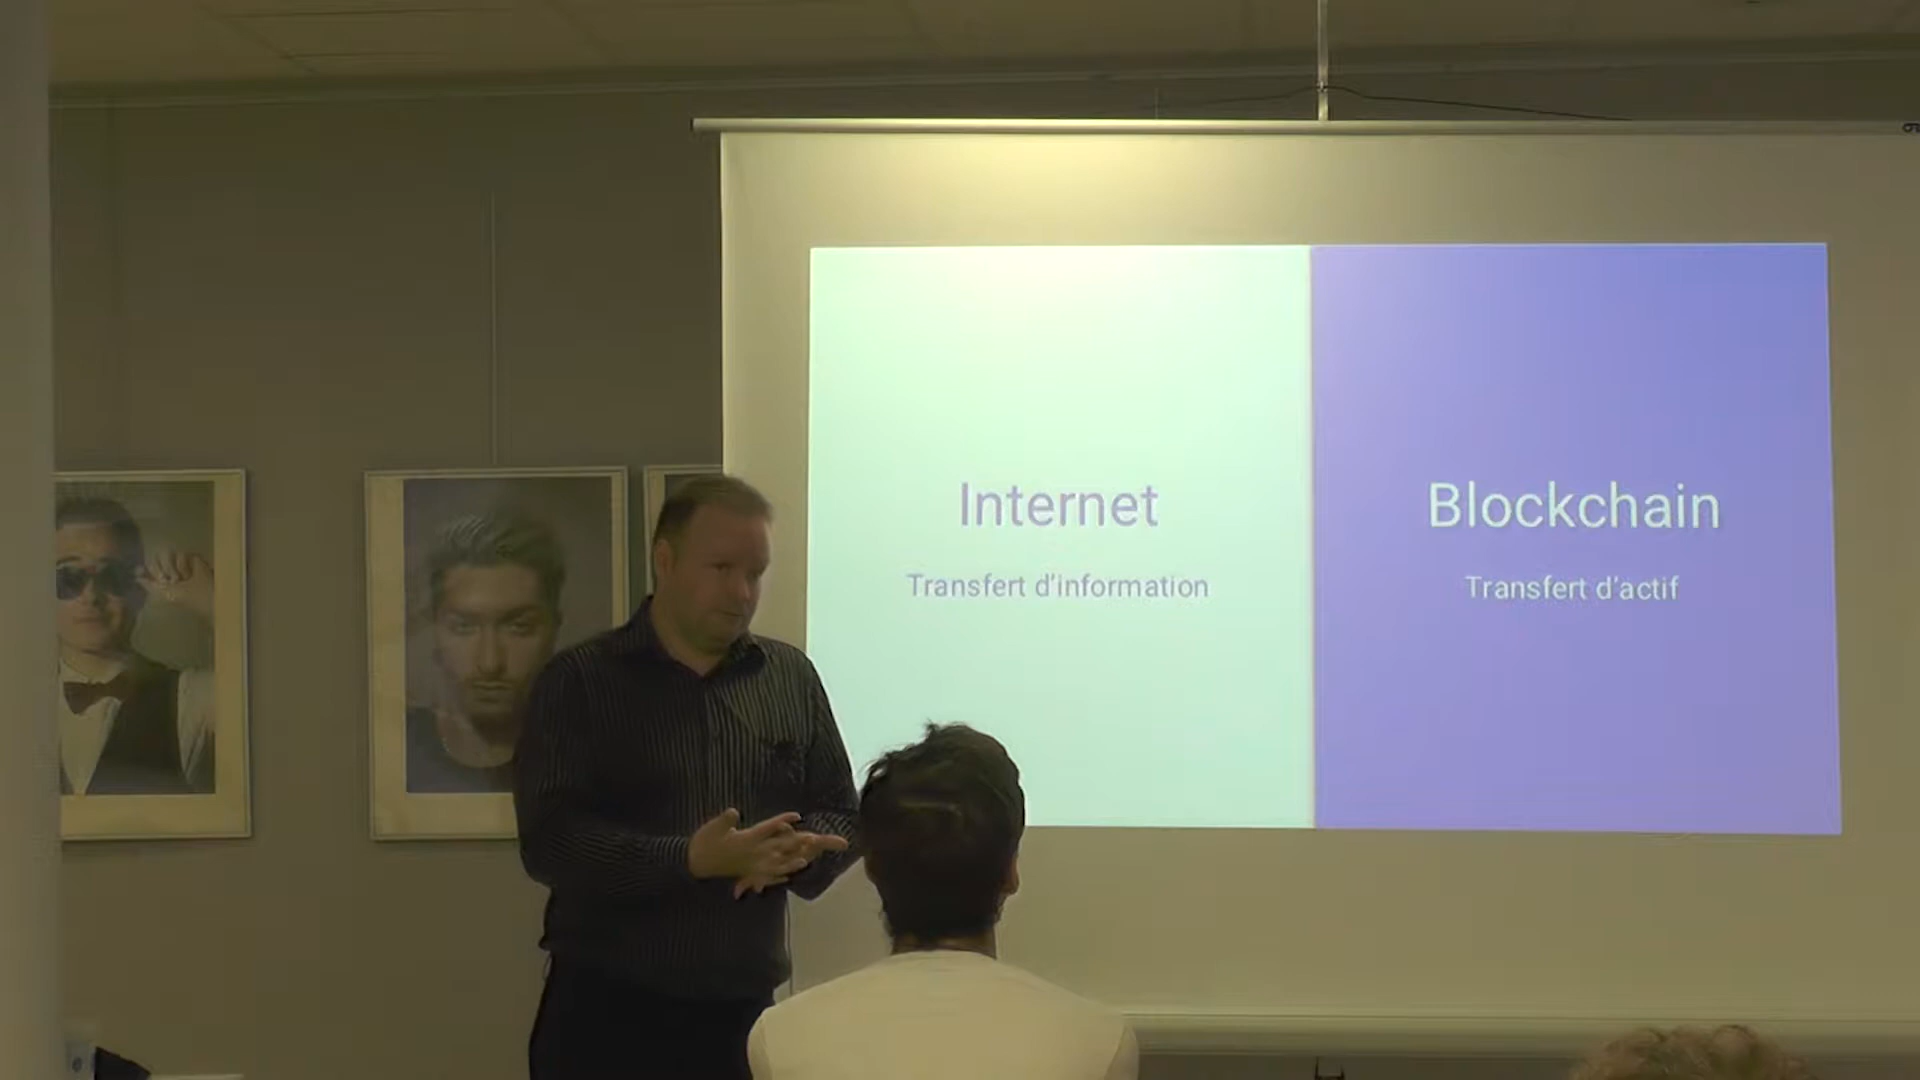 Internet
Transfert d'information
Blockchain
Transfert d'actif